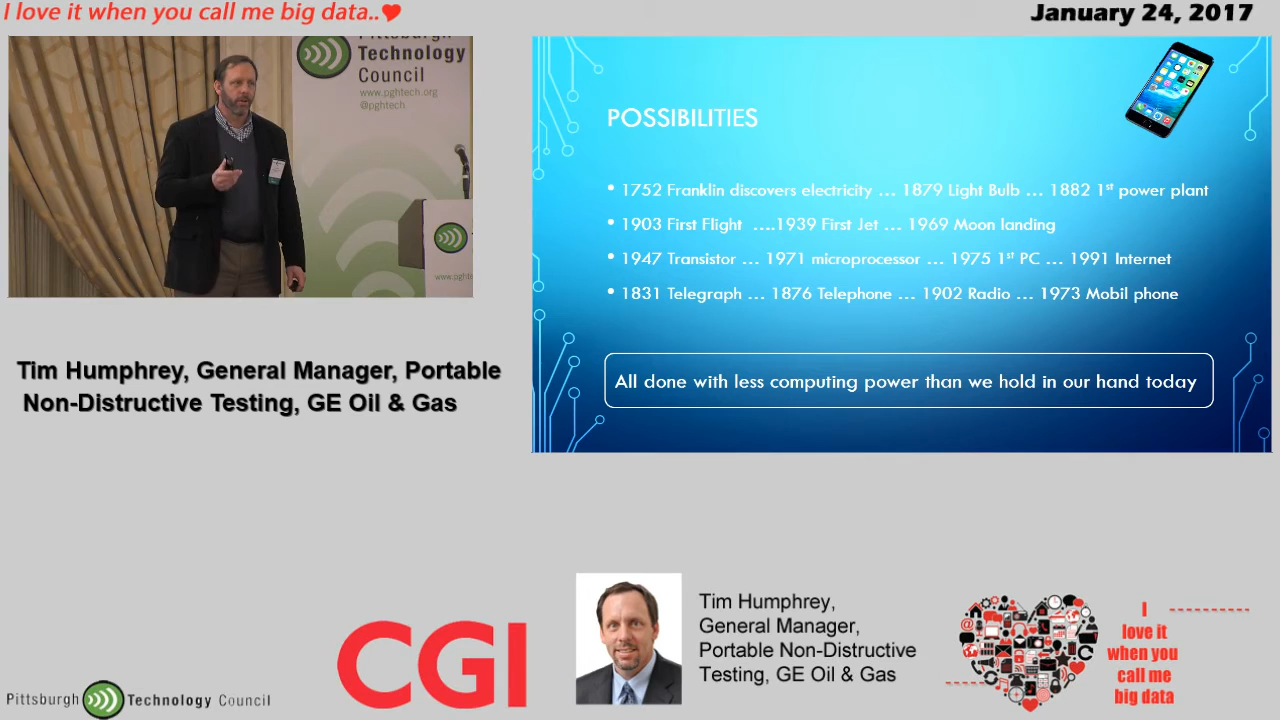 I love it when you call me big data..
January 24, 2017
Pittsburgh
Technology
Council
www.pghtech.org
@pghtech
POSSIBILITIES
• 1752 Franklin discovers electricity … 1879 Light Bulb … 1882 1st power plant
• 1903 First Flight ….1939 First Jet … 1969 Moon landing
• 1947 Transistor … 1971 microprocessor … 1975 1st PC … 1991 Internet
• 1831 Telegraph … 1876 Telephone … 1902 Radio … 1973 Mobil phone
All done with less computing power than we hold in our hand today
Tim Humphrey, General Manager, Portable
Non-Distructive Testing, GE Oil & Gas
CGI
Tim Humphrey,
General Manager,
Portable Non-Distructive
Testing, GE Oil & Gas
I
love it
when you
call me
big data
Pittsburgh Technology Council